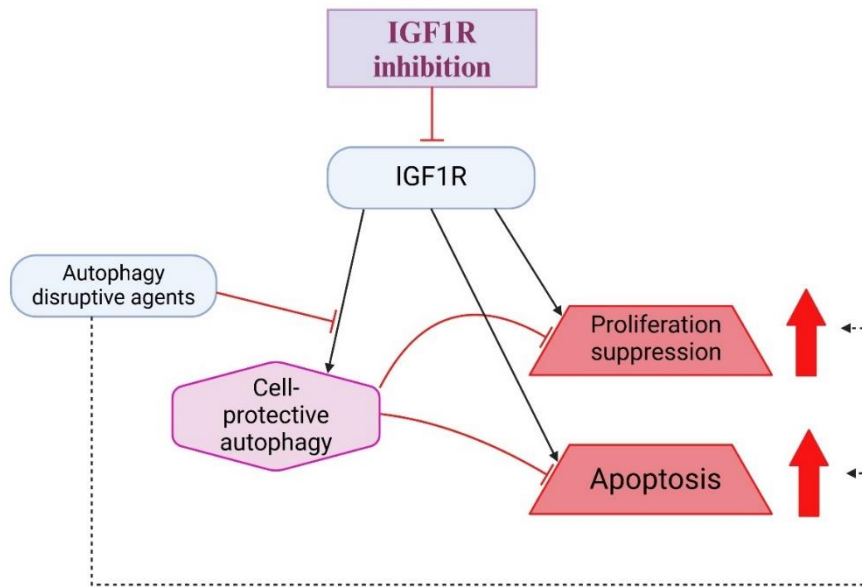 IGF1R
inhibition
IGF1R
Autophagy
disruptive agents
Proliferation
suppression
Cell-
protective
autophagy
Apoptosis